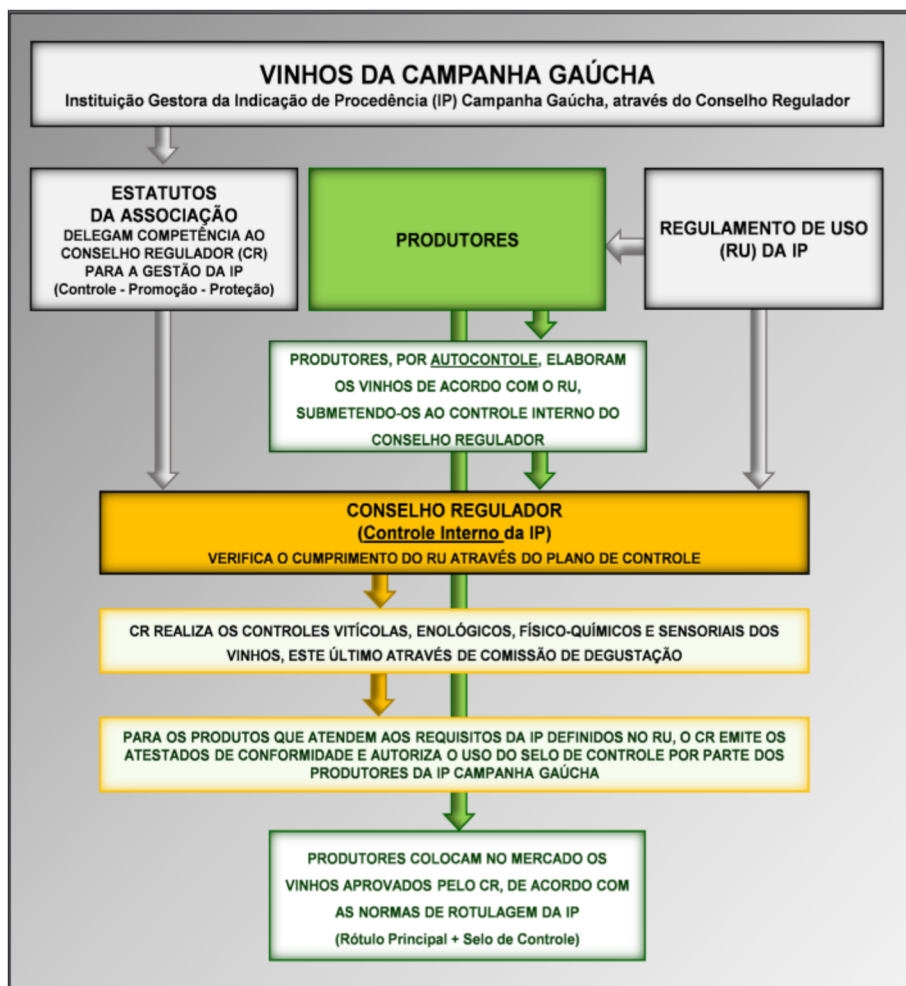 VINHOS DA CAMPANHA GAÚCHA
Instituição Gestora da Indicação de Procedência (IP) Campanha Gaúcha, através do Conselho Regulador
ESTATUTOS
DA ASSOCIAÇÃO
DELEGAM COMPETÊNCIA AO
CONSELHO REGULADOR (CR)
PARA A GESTÃO DA IP
(Controle - Promoção - Proteção)
PRODUTORES
REGULAMENTO DE USO
(RU) DA IP
PRODUTORES, POR AUTOCONTOLE, ELABORAM
OS VINHOS DE ACORDO COM O RU,
SUBMETENDO-OS AO CONTROLE INTERNO DO
CONSELHO REGULADOR
CONSELHO REGULADOR
(Controle Interno da IP)
VERIFICA O CUMPRIMENTO DO RU ATRAVÉS DO PLANO DE CONTROLE
CR REALIZA OS CONTROLES VITÍCOLAS, ENOLÓGICOS, FÍSICO-QUÍMICOS E SENSORIAIS DOS
VINHOS, ESTE ÚLTIMO ATRAVÉS DE COMISSÃO DE DEGUSTAÇÃO
PARA OS PRODUTOS QUE ATENDEM AOS REQUISITOS DA IP DEFINIDOS NO RU, O CR EMITE OS
ATESTADOS DE CONFORMIDADE E AUTORIZA O USO DO SELO DE CONTROLE POR PARTE DOS
PRODUTORES DA IP CAMPANHA GAÚCHA
PRODUTORES COLOCAM NO MERCADO OS
VINHOS APROVADOS PELO CR, DE ACORDO COM
AS NORMAS DE ROTULAGEM DA IP
(Rótulo Principal + Selo de Controle)